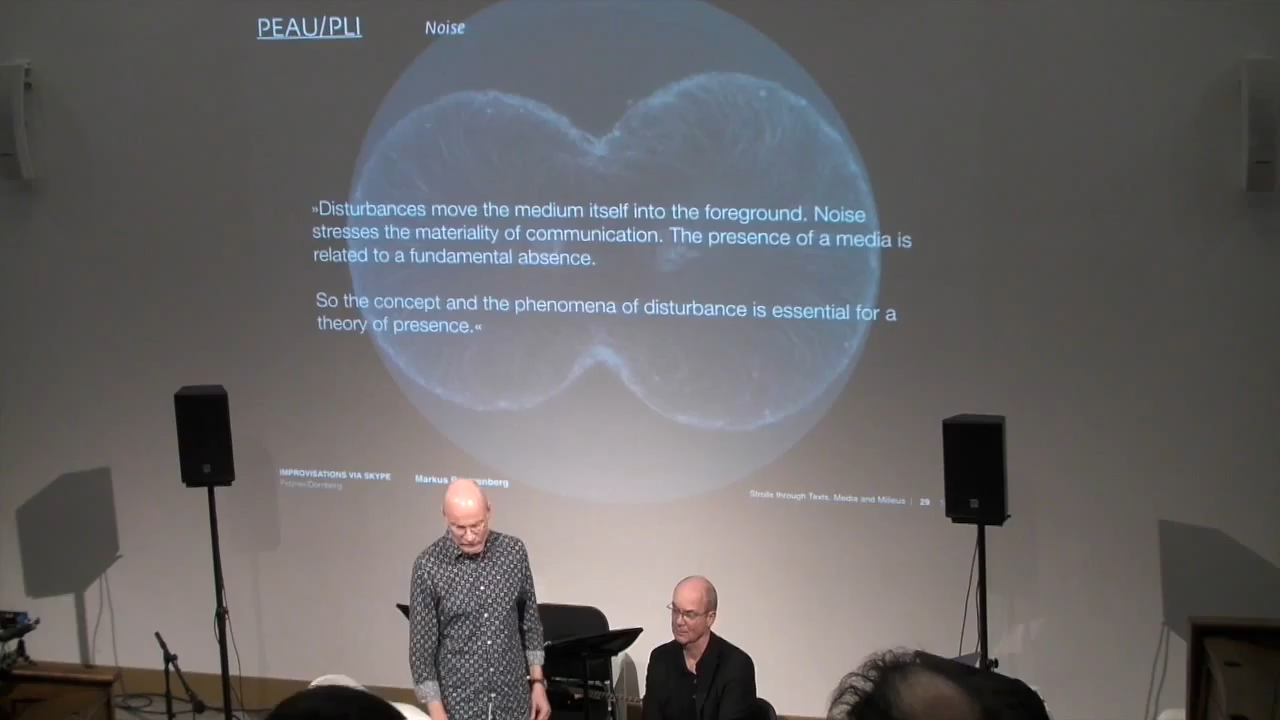 PEAU/PLI Noise
»Disturbances move the medium itself into the foreground. Noise
stresses the materiality of communication. The presence of a media is
related to a fundamental absence.
So the concept and the phenomena of disturbance is essential for a
theory of presence.«
IMPROVISATIONS VIA SKYPE Markus
Strolls through Texts, Media and Milieus | 29